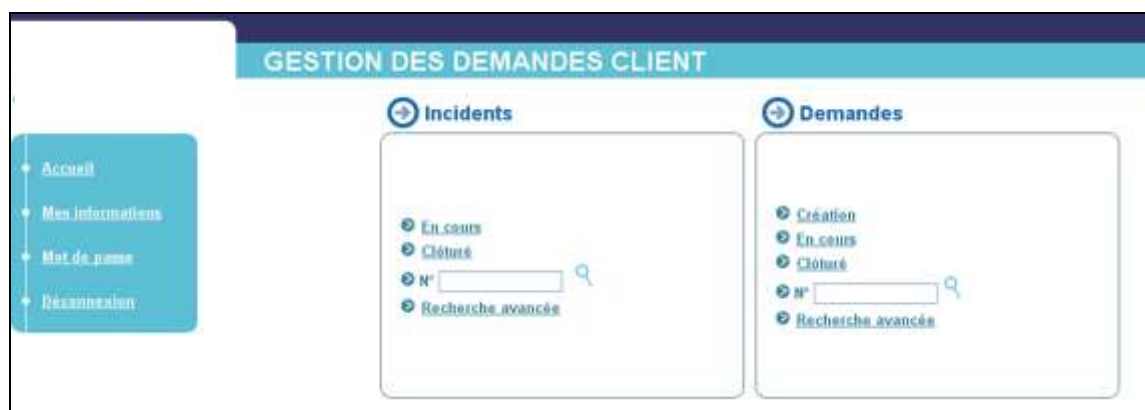 GESTION DES DEMANDES CLIENT
Accueil
Mes informations
Mot de passe
Déconnexion
Incidents
En cours
Clôturé
N°
Recherche avancée
Demandes
Création
En cours
Clôturé
N°
Recherche avancée